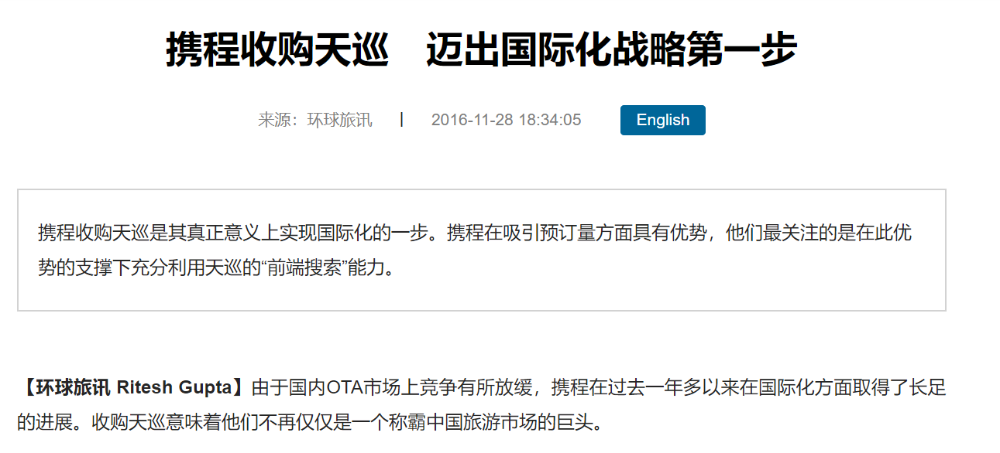 携程收购天巡　迈出国际化战略第一步
来源：环球旅讯 | 2016-11-28 18:34:05 English
携程收购天巡是其真正意义上实现国际化的一步。携程在吸引预订量方面具有优势，他们最关注的是在此优
势的支撑下充分利用天巡的“前端搜索”能力。
【环球旅讯 Ritesh Gupta】由于国内OTA市场上竞争有所放缓，携程在过去一年多以来在国际化方面取得了长足
的进展。收购天巡意味着他们不再仅仅是一个称霸中国旅游市场的巨头。